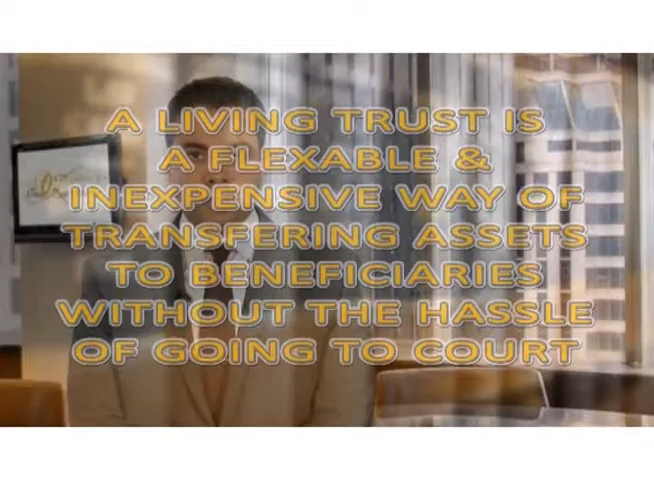 A LIVING TRUST IS
A FLEXABLE &
INEXPENSIVE WAY OF
TRANSFERING ASSETS
TO BENEFICIARIES
WITHOUT THE HASSLE
OF GOING TO COURT